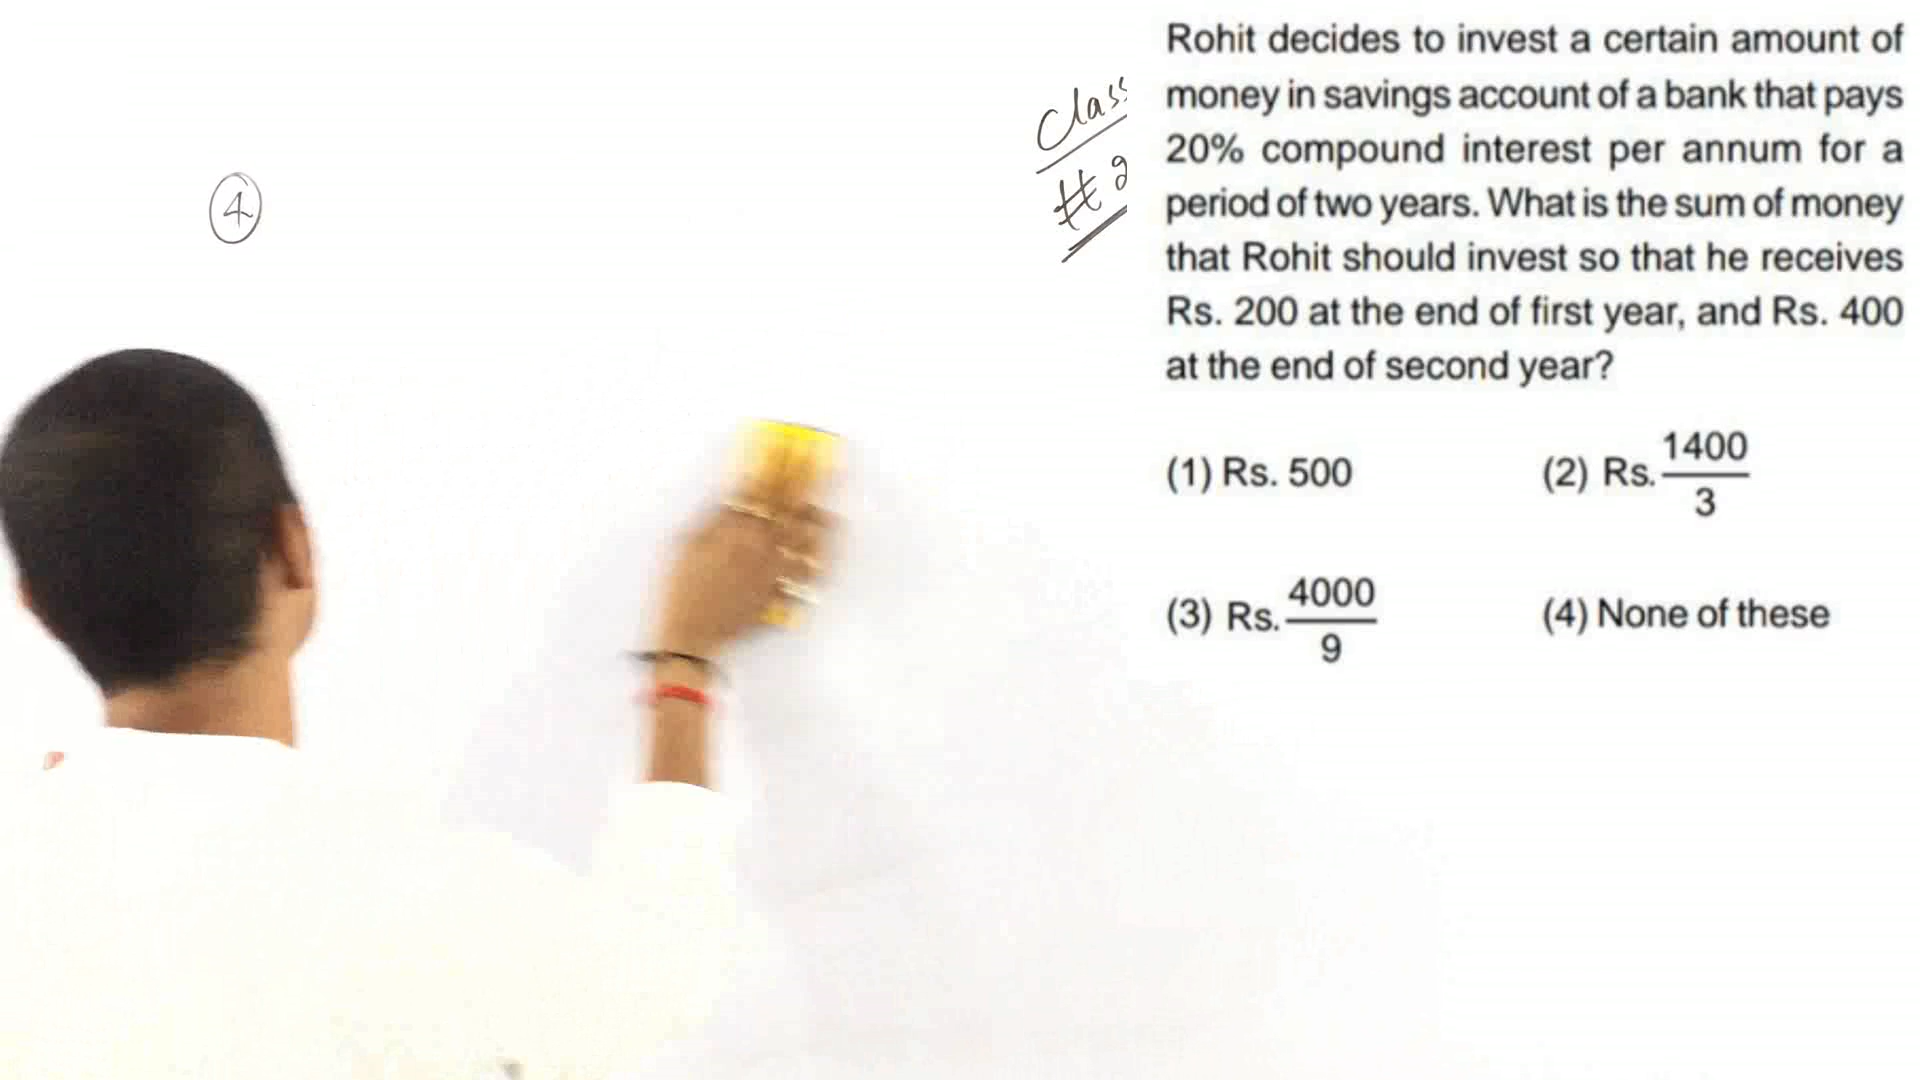 ④
Class
# 2
Rohit decides to invest a certain amount of
money in savings account of a bank that pays
20% compound interest per annum for a
period of two years. What is the sum of money
that Rohit should invest so that he receives
Rs. 200 at the end of first year, and Rs. 400
at the end of second year?
(1) Rs. 500 (2) Rs. 1400/3
(3) Rs. 4000/9 (4) None of these